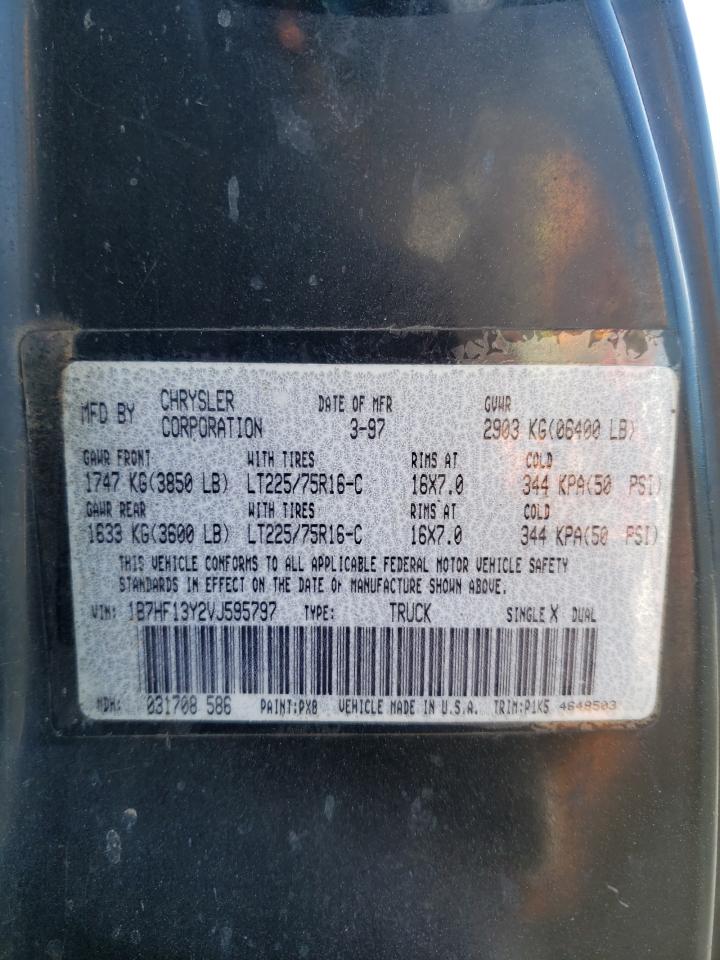 MFD BY CHRYSLER CORPORATION DATE OF MFR 3-97 GVWR 2903 KG(06400 LB)
GAWR FRONT WITH TIRES RIMS AT COLD
1747 KG(3850 LB) LT225/75R16-C 16X7.0 344 KPA(50 PSI)
GAWR REAR WITH TIRES RIMS AT COLD
1633 KG(3600 LB) LT225/75R16-C 16X7.0 344 KPA(50 PSI)
THIS VEHICLE CONFORMS TO ALL APPLICABLE FEDERAL MOTOR VEHICLE SAFETY
STANDARDS IN EFFECT ON THE DATE OF MANUFACTURE SHOWN ABOVE.
VIN: 1B7HF13Y2VJ595797 TYPE: TRUCK SINGLE X DUAL
MDH: 031708 586 PAINT:PX8 VEHICLE MADE IN U.S.A. TRIM:P1K5 4648503